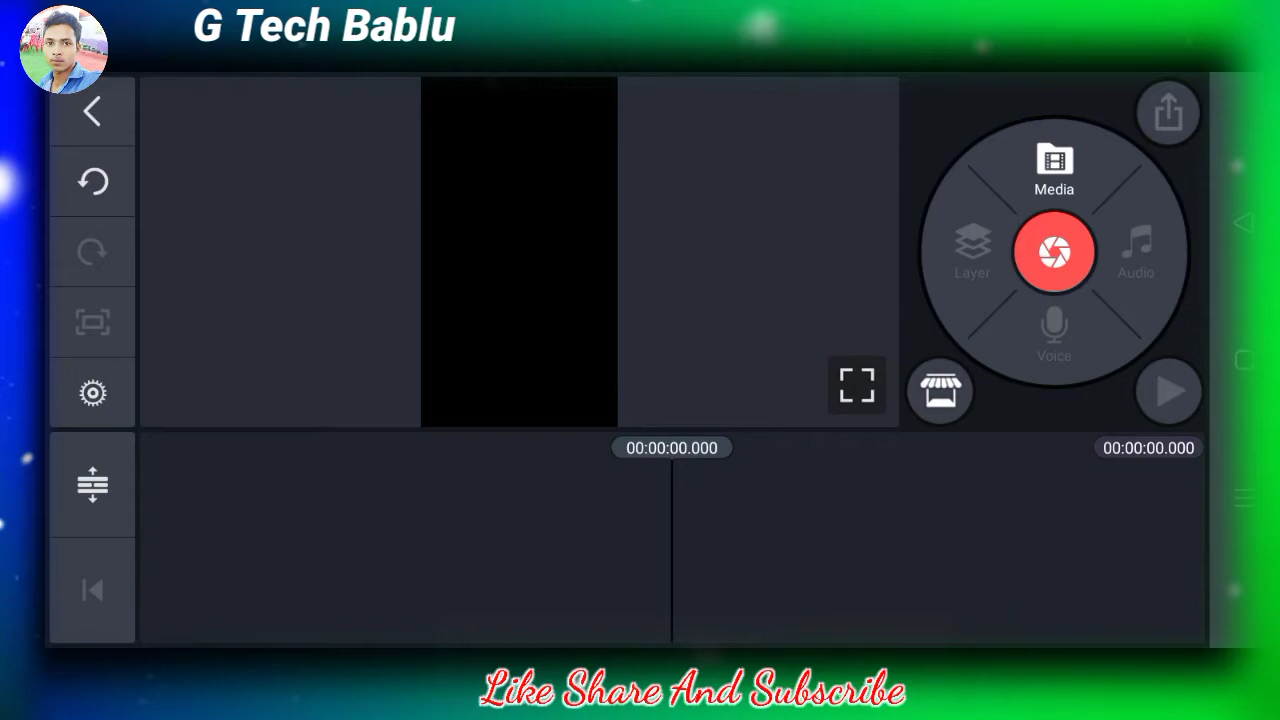 G Tech Bablu
Media
Layer
Audio
Voice
00:00:00.000
00:00:00.000
Like Share And Subscribe